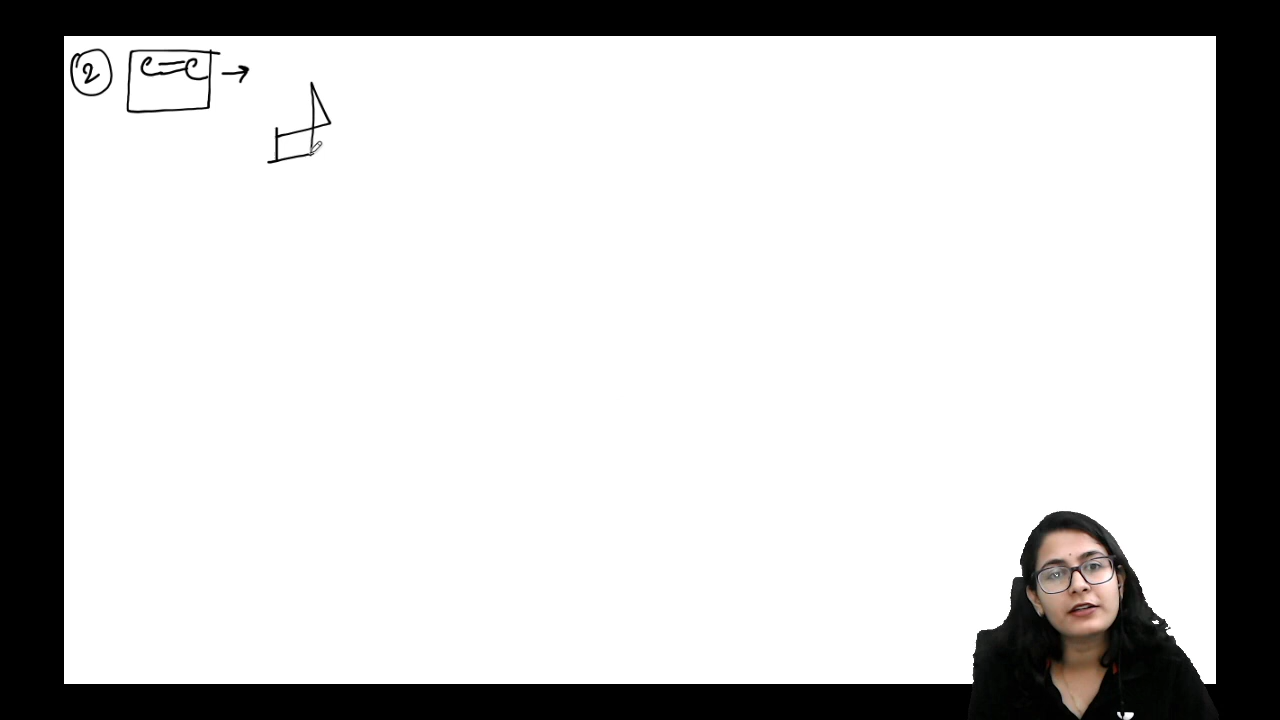 ② C=C →